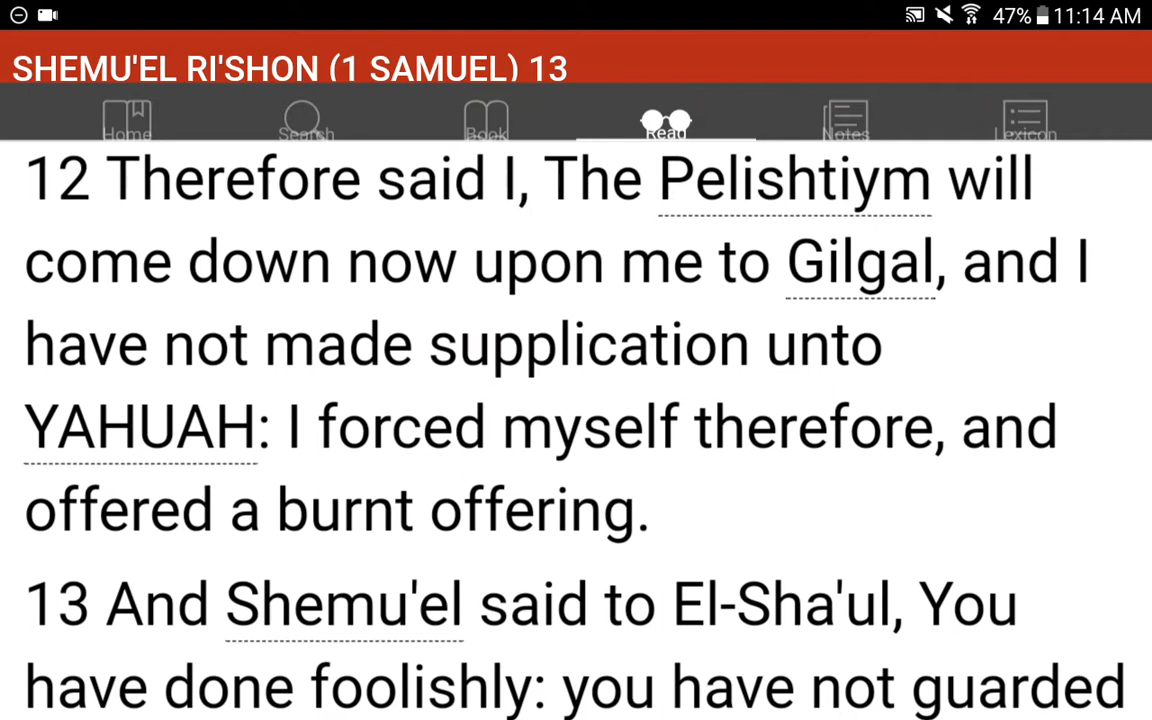 47% 11:14 AM
SHEMU'EL RI'SHON (1 SAMUEL) 13
Home Search Book Read Notes Lexicon
12 Therefore said I, The Pelishtiym will
come down now upon me to Gilgal, and I
have not made supplication unto
YAHUAH: I forced myself therefore, and
offered a burnt offering.
13 And Shemu'el said to El-Sha'ul, You
have done foolishly: you have not guarded